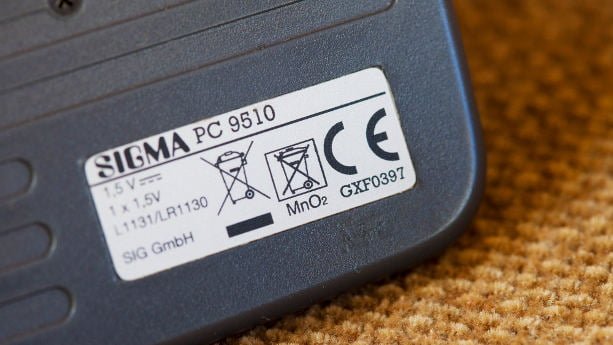 SIGMA PC 9510
1,5 V
1 x 1.5V
L1131/LR1130
SIG GmbH
MnO₂
CE
GXF0397